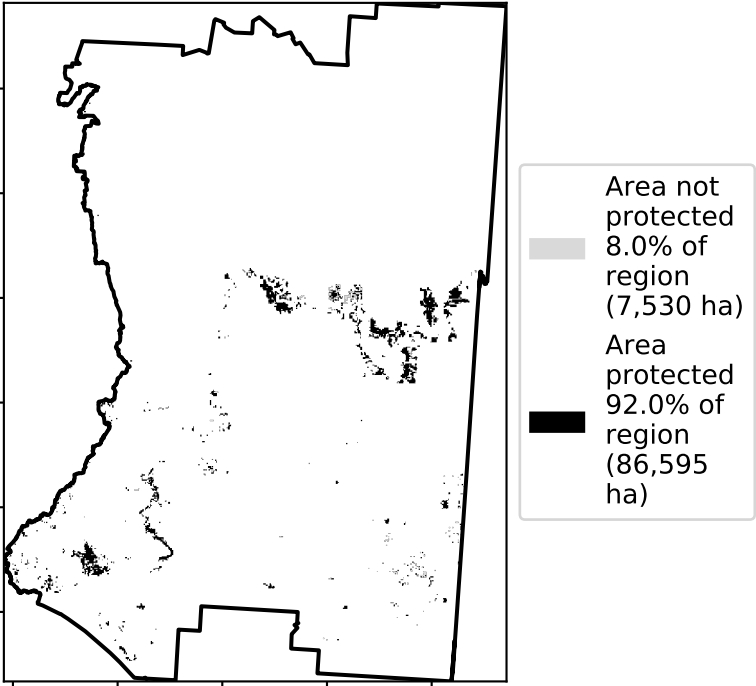 Area not
protected
8.0% of
region
(7,530 ha)
Area
protected
92.0% of
region
(86,595
ha)